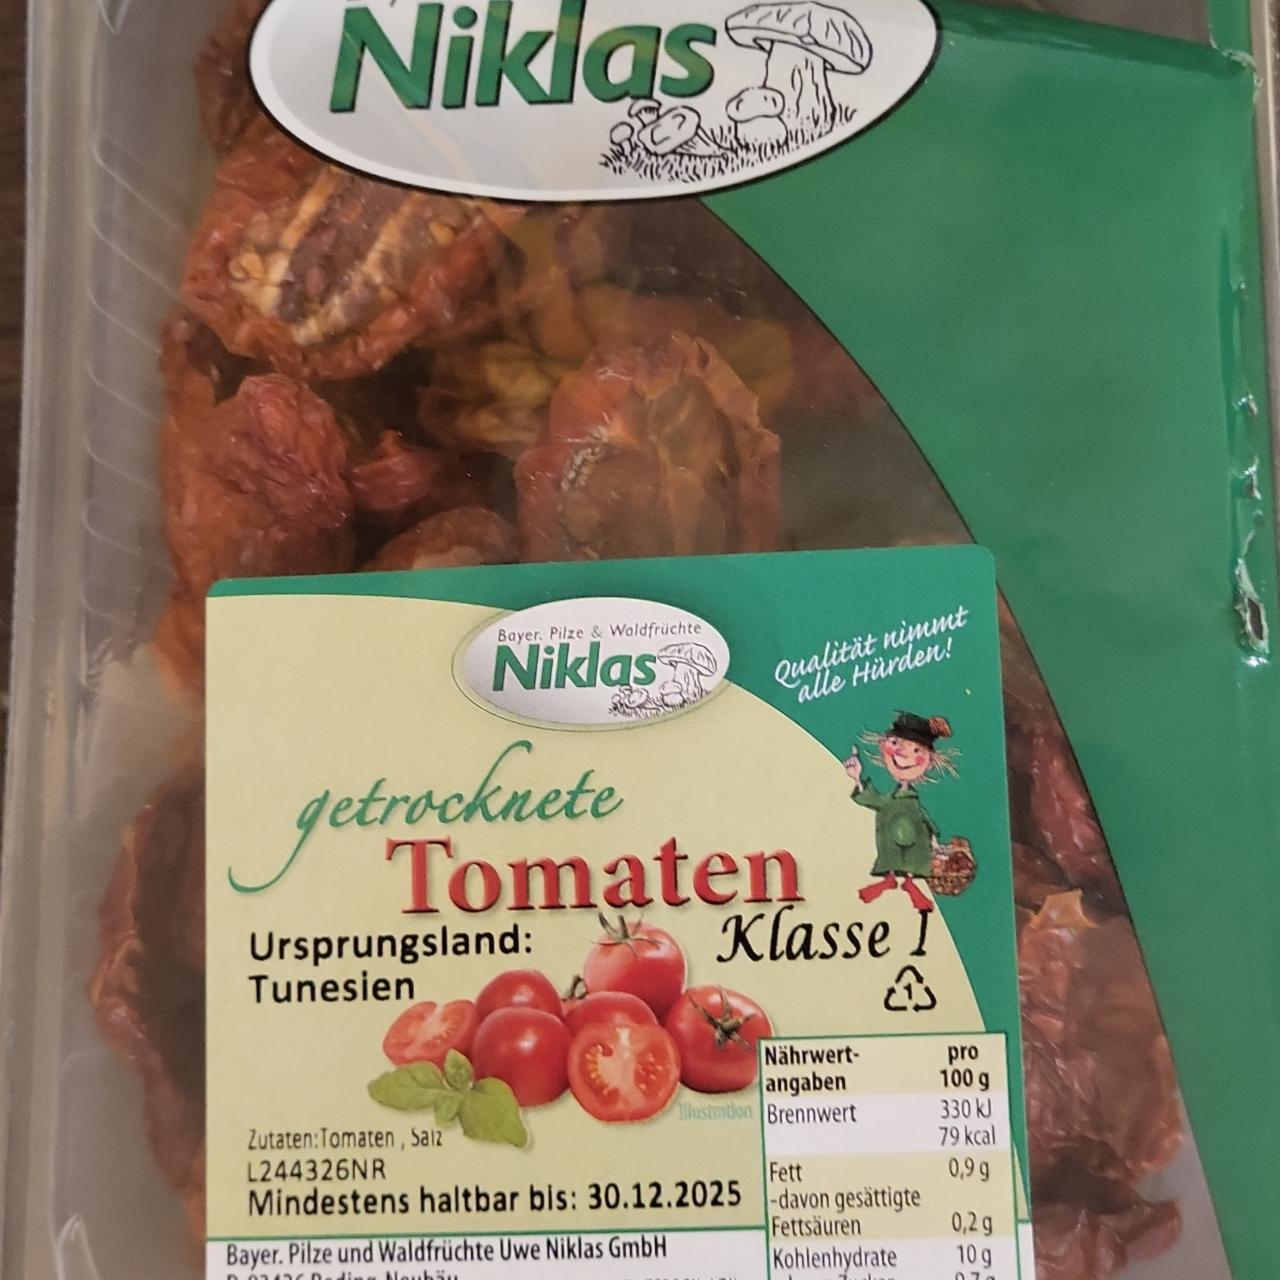 Niklas
Bayer. Pilze & Waldfrüchte
Niklas
Qualität nimmt
alle Hürden!
getrocknete
Tomaten
Klasse I
Ursprungsland:
Tunesien
1
Illustration
Zutaten:Tomaten , Salz
L244326NR
Mindestens haltbar bis: 30.12.2025
Bayer. Pilze und Waldfrüchte Uwe Niklas GmbH
Nährwert- pro
angaben 100 g
Brennwert 330 kJ
79 kcal
Fett 0,9 g
-davon gesättigte
Fettsäuren 0,2 g
Kohlenhydrate 10 g